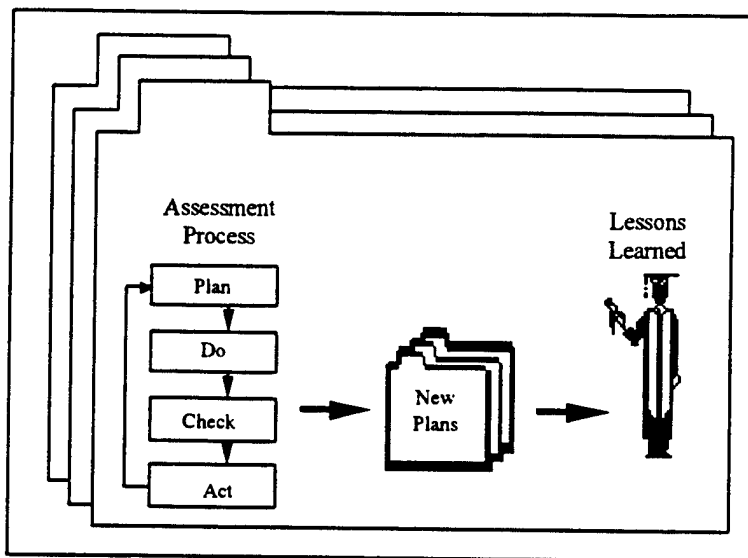 Assessment
Process
Plan
Do
Check
Act
New
Plans
Lessons
Learned